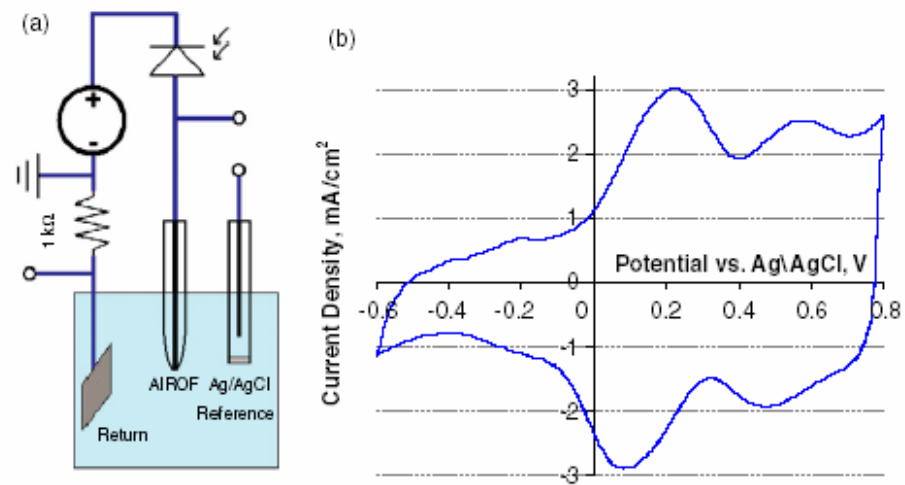 (a)
+
-
1 kΩ
AIROF
Ag/AgCl
Reference
Return
(b)
Current Density, mA/cm²
Potential vs. Ag\AgCl, V
3
2
1
0
-1
-2
-3
-0.6
-0.4
-0.2
0
0.2
0.4
0.6
0.8